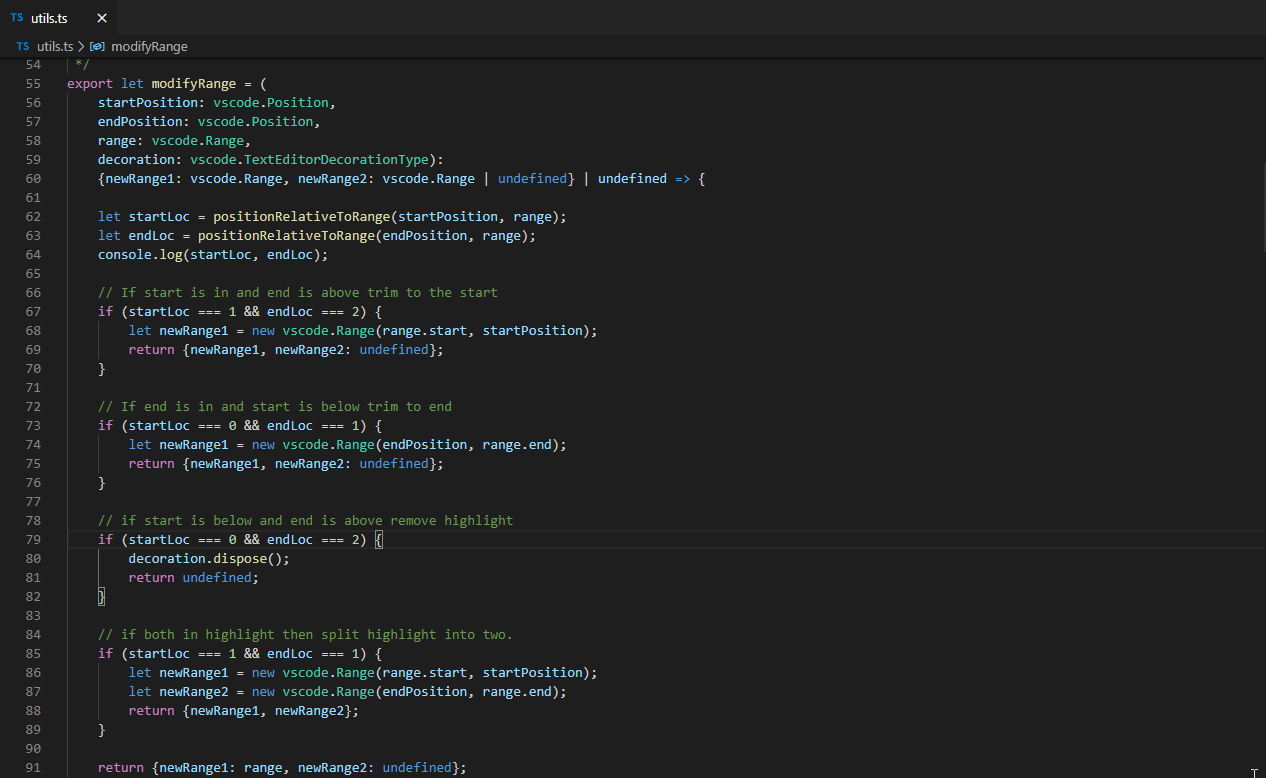 TS utils.ts ×
TS utils.ts > modifyRange
54 */
55 export let modifyRange = (
56     startPosition: vscode.Position,
57     endPosition: vscode.Position,
58     range: vscode.Range,
59     decoration: vscode.TextEditorDecorationType):
60     {newRange1: vscode.Range, newRange2: vscode.Range | undefined} | undefined => {
61
62     let startLoc = positionRelativeToRange(startPosition, range);
63     let endLoc = positionRelativeToRange(endPosition, range);
64     console.log(startLoc, endLoc);
65
66     // If start is in and end is above trim to the start
67     if (startLoc === 1 && endLoc === 2) {
68         let newRange1 = new vscode.Range(range.start, startPosition);
69         return {newRange1, newRange2: undefined};
70     }
71
72     // If end is in and start is below trim to end
73     if (startLoc === 0 && endLoc === 1) {
74         let newRange1 = new vscode.Range(endPosition, range.end);
75         return {newRange1, newRange2: undefined};
76     }
77
78     // if start is below and end is above remove highlight
79     if (startLoc === 0 && endLoc === 2) {
80         decoration.dispose();
81         return undefined;
82     }
83
84     // if both in highlight then split highlight into two.
85     if (startLoc === 1 && endLoc === 1) {
86         let newRange1 = new vscode.Range(range.start, startPosition);
87         let newRange2 = new vscode.Range(endPosition, range.end);
88         return {newRange1, newRange2};
89     }
90
91     return {newRange1: range, newRange2: undefined};